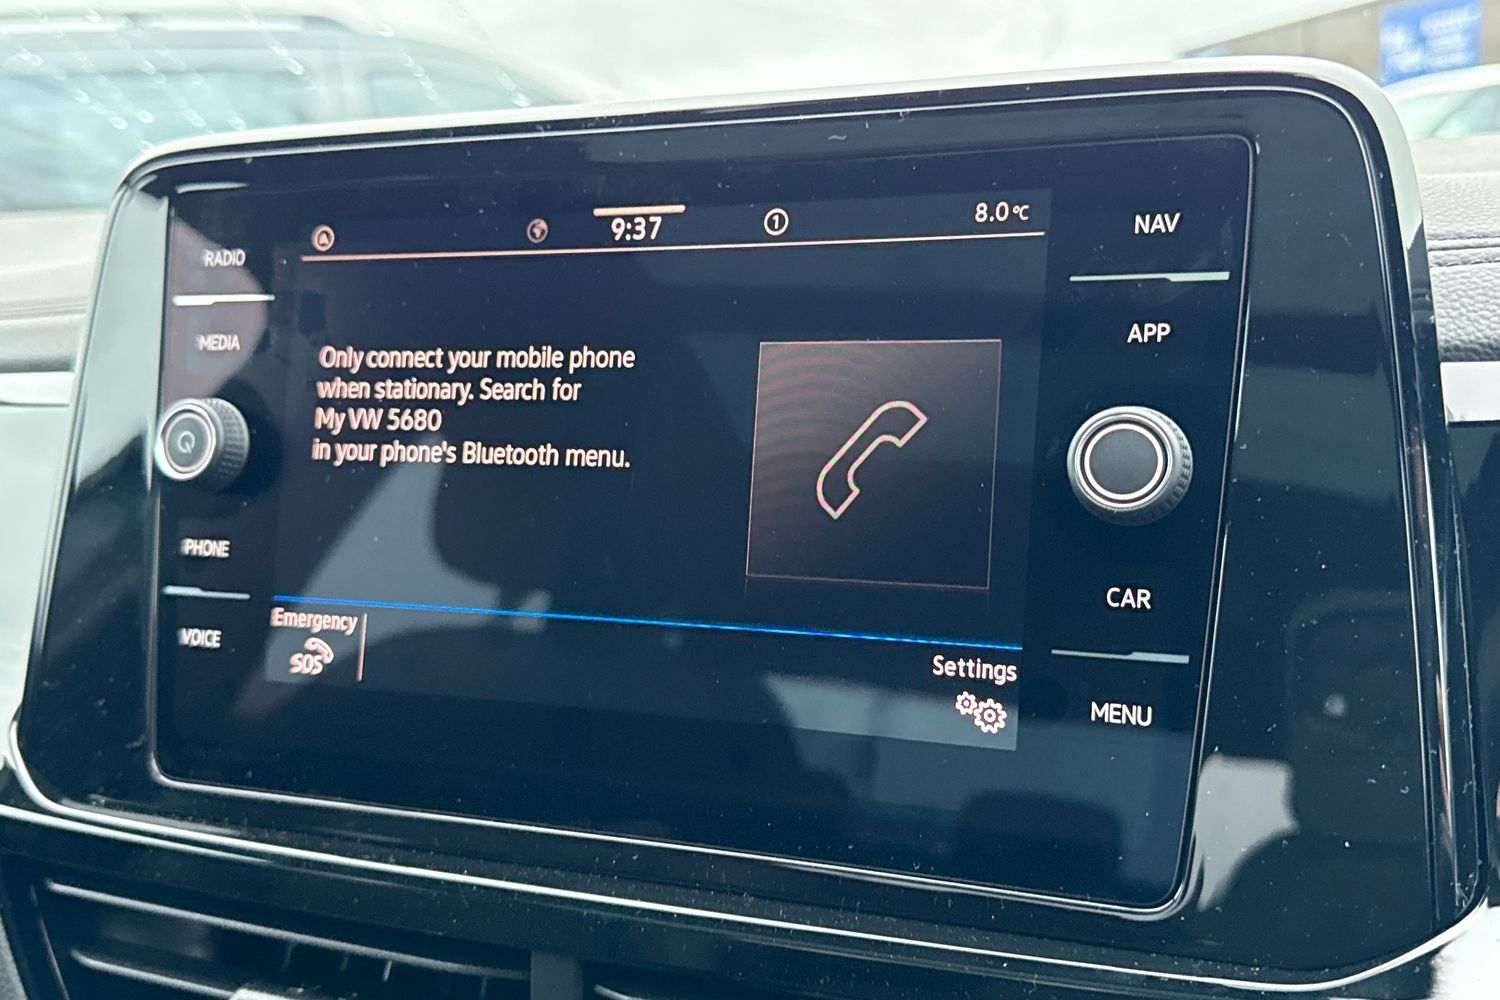 9:37
1
8.0°C
RADIO
MEDIA
PHONE
VOICE
Only connect your mobile phone
when stationary. Search for
My VW 5680
in your phone's Bluetooth menu.
Emergency
SOS
Settings
NAV
APP
CAR
MENU